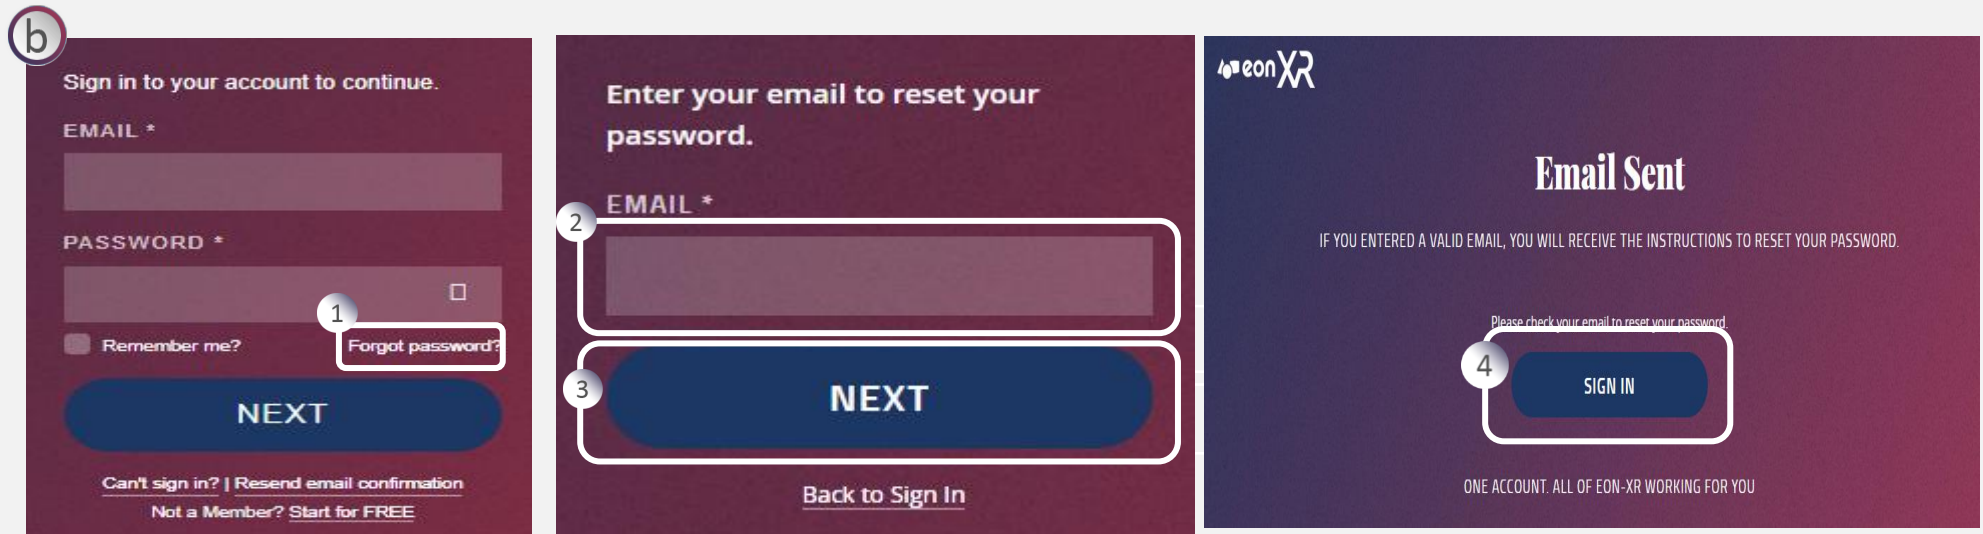 b
Sign in to your account to continue.
EMAIL *
PASSWORD *
1
Remember me?
Forgot password?
NEXT
Can't sign in? | Resend email confirmation
Not a Member? Start for FREE
Enter your email to reset your
password.
EMAIL *
2
3
NEXT
Back to Sign In
eonXR
Email Sent
IF YOU ENTERED A VALID EMAIL, YOU WILL RECEIVE THE INSTRUCTIONS TO RESET YOUR PASSWORD.
Please check your email to reset your password.
4
SIGN IN
ONE ACCOUNT. ALL OF EON-XR WORKING FOR YOU